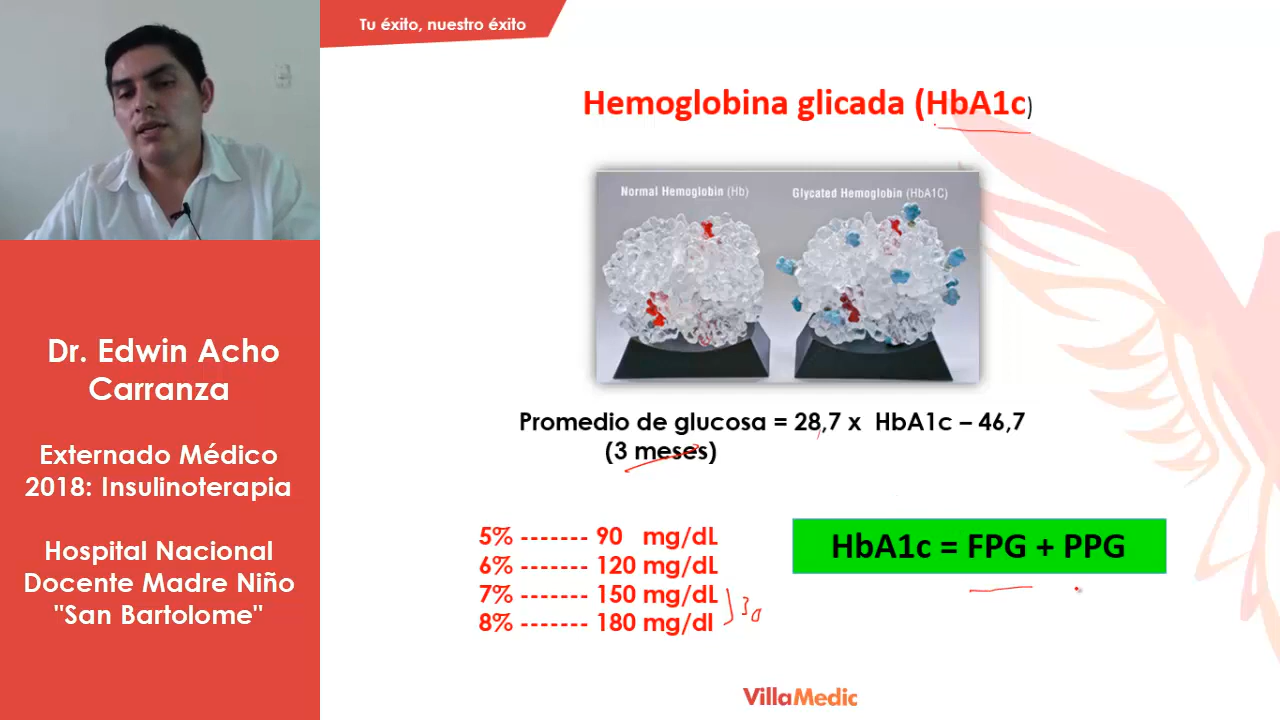 Tu éxito, nuestro éxito
Hemoglobina glicada (HbA1c)
Normal Hemoglobin (Hb)
Glycated Hemoglobin (HbA1C)
Dr. Edwin Acho
Carranza
Externado Médico
2018: Insulinoterapia
Hospital Nacional
Docente Madre Niño
"San Bartolome"
Promedio de glucosa = 28,7 x HbA1c – 46,7
(3 meses)
5% ------- 90 mg/dL
6% ------- 120 mg/dL
7% ------- 150 mg/dL
8% ------- 180 mg/dl
30
HbA1c = FPG + PPG
VillaMedic